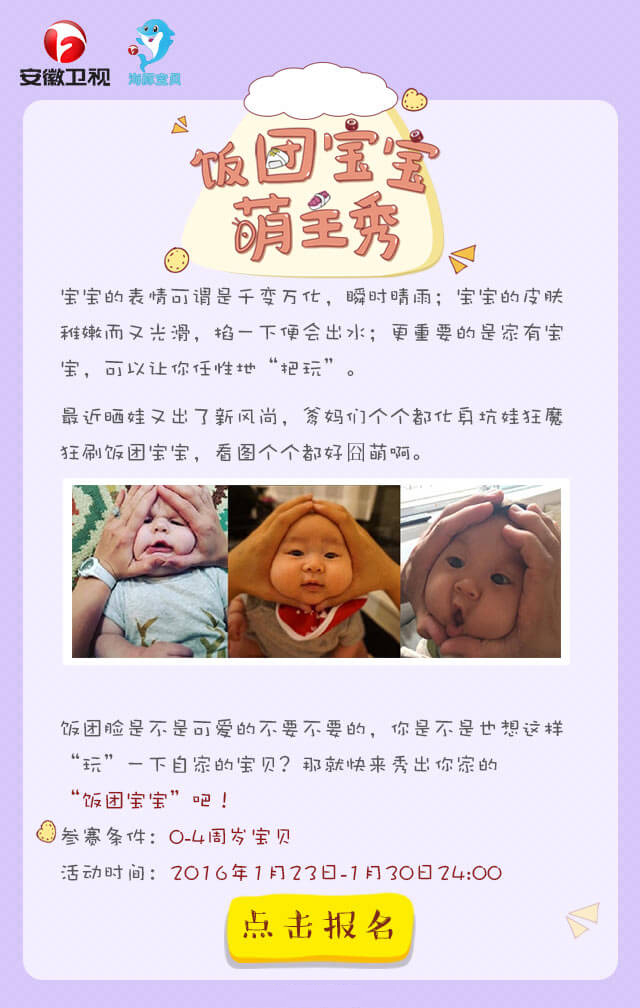 安徽卫视
海豚宝贝
饭团宝宝
萌主秀
宝宝的表情可谓是千变万化，瞬时晴雨；宝宝的皮肤
稚嫩而又光滑，掐一下便会出水；更重要的是家有宝
宝，可以让你任性地“把玩”。
最近晒娃又出了新风尚，爹妈们个个都化身坑娃狂魔
狂刷饭团宝宝，看图个个都好囧萌啊。
饭团脸是不是可爱的不要不要的，你是不是也想这样
“玩”一下自家的宝贝？那就快来秀出你家的
“饭团宝宝”吧！
参赛条件：0-4周岁宝贝
活动时间：2016年1月23日-1月30日24:00
点击报名